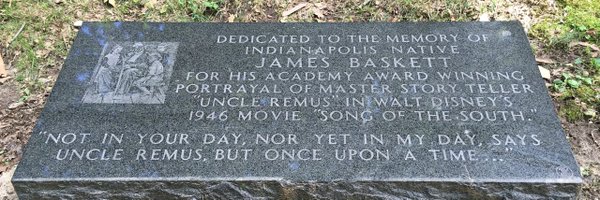 DEDICATED TO THE MEMORY OF
INDIANAPOLIS NATIVE
JAMES BASKETT
FOR HIS ACADEMY AWARD WINNING
PORTRAYAL OF MASTER STORY TELLER
"UNCLE REMUS" IN WALT DISNEY'S
1946 MOVIE "SONG OF THE SOUTH."
"NOT IN YOUR DAY, NOR YET IN MY DAY, SAYS
UNCLE REMUS, BUT ONCE UPON A TIME..."